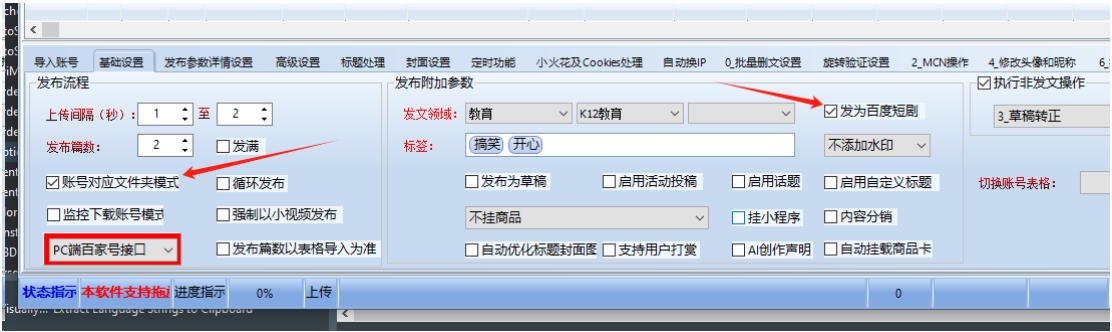 导入账号 基础设置 发布参数详情设置 高级设置 标题处理 封面设置 定时功能 小火花及Cookies处理 自动换IP 0_批量删文设置 旋转验证设置 2_MCN操作 4_修改头像和昵称 6_
发布流程 发布附加参数 执行非发文操作
上传间隔（秒）: 1 至 2 发文领域: 教育 K12教育 发为百度短剧 3_草稿转正
发布篇数: 2 发满 标签: 搞笑 开心 不添加水印
账号对应文件夹模式 循环发布 发布为草稿 启用活动投稿 启用话题 启用自定义标题 切换账号表格:
监控下载账号模式 强制以小视频发布 不挂商品 挂小程序 内容分销
PC端百家号接口 发布篇数以表格导入为准 自动优化标题封面图 支持用户打赏 AI创作声明 自动挂载商品卡
状态指示 本软件支持拖 进度指示 0% 上传 0
Extract Language Strings to Clipboard